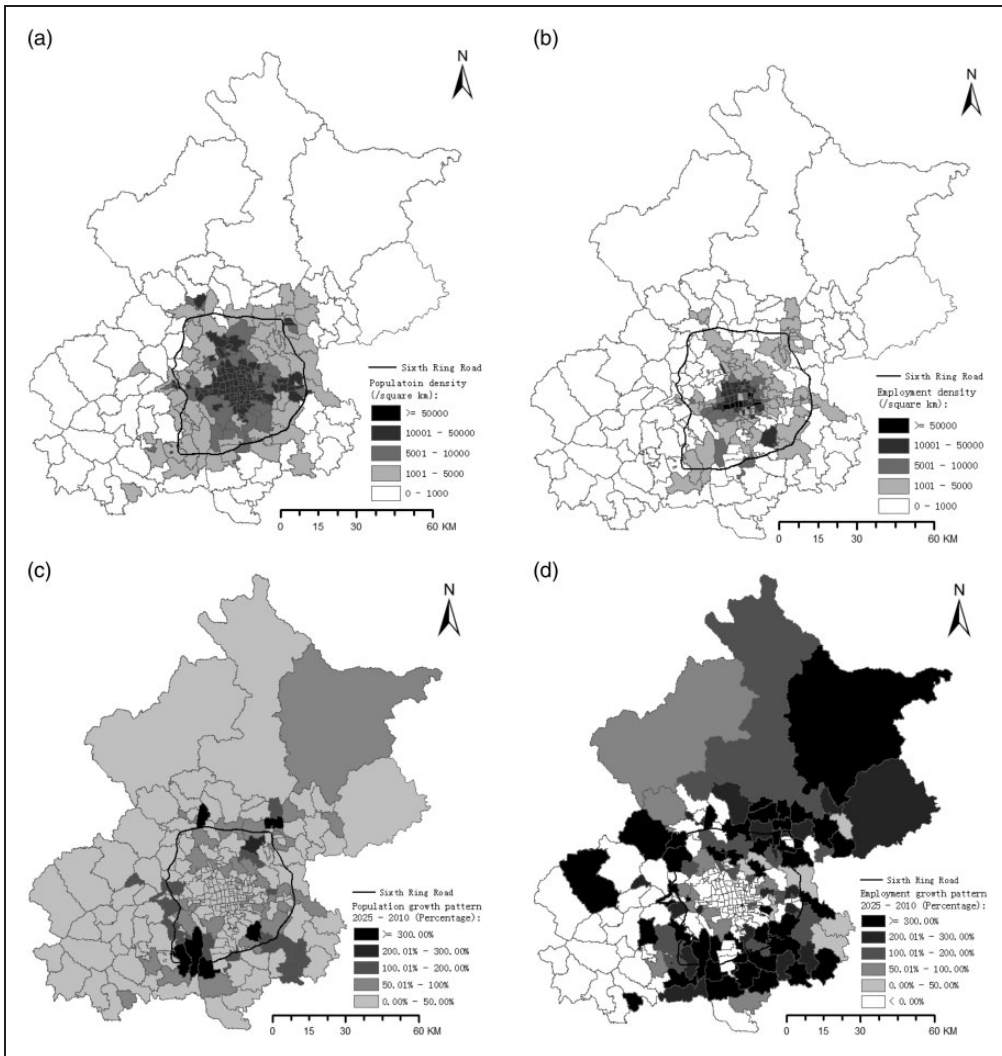 (a)
N
Sixth Ring Road
Populatoin density
(/square km):
>= 50000
10001 - 50000
5001 - 10000
1001 - 5000
0 - 1000
0 15 30 60 KM
(b)
N
Sixth Ring Road
Employment density
(/square km):
>= 50000
10001 - 50000
5001 - 10000
1001 - 5000
0 - 1000
0 15 30 60 KM
(c)
N
Sixth Ring Road
Population growth pattern
2025 - 2010 (Percentage):
>= 300.00%
200.01% - 300.00%
100.01% - 200.00%
50.01% - 100%
0.00% - 50.00%
0 15 30 60 KM
(d)
N
Sixth Ring Road
Employment growth pattern
2025 - 2010 (Percentage):
>= 300.00%
200.01% - 300.00%
100.01% - 200.00%
50.01% - 100.00%
0.00% - 50.00%
< 0.00%
0 15 30 60 KM